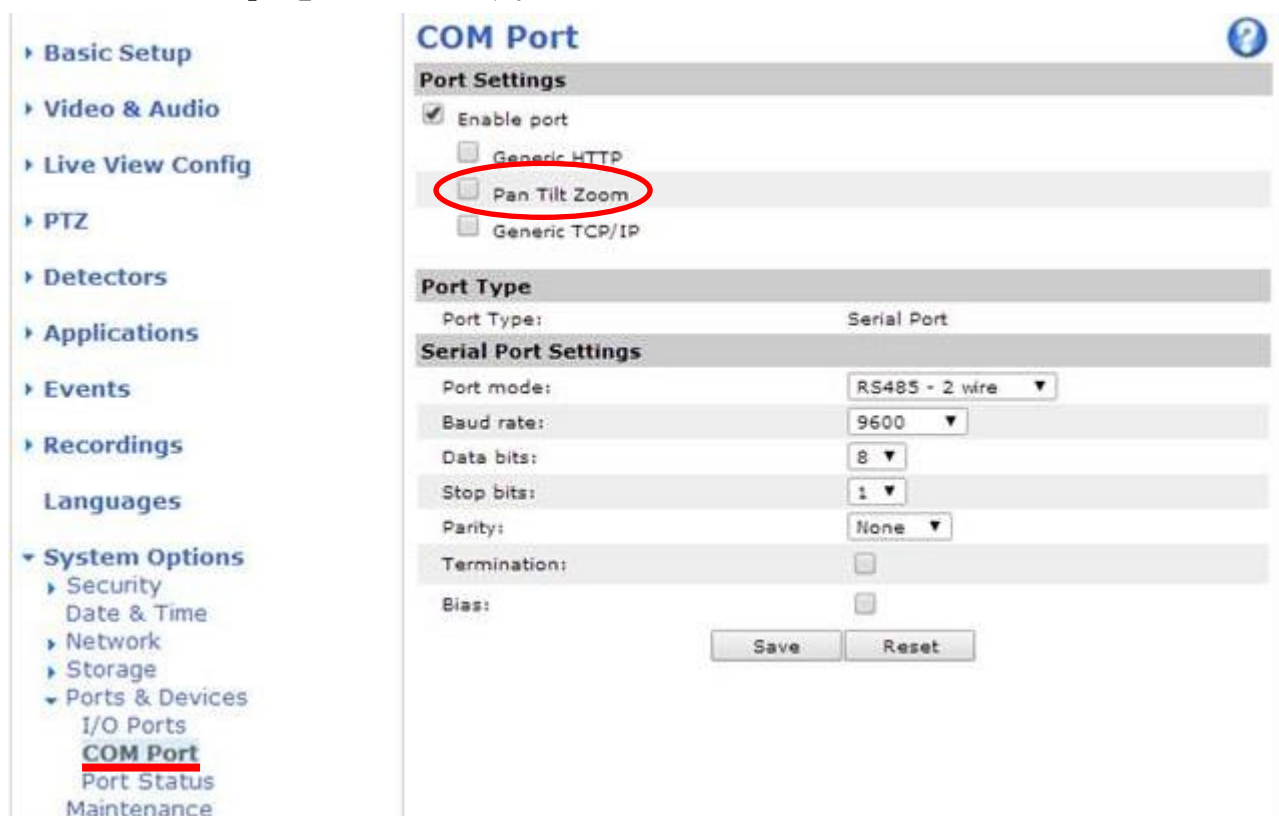 Basic Setup
Video & Audio
Live View Config
PTZ
Detectors
Applications
Events
Recordings
Languages
System Options
Security
Date & Time
Network
Storage
Ports & Devices
I/O Ports
COM Port
Port Status
Maintenance
COM Port
?
Port Settings
Enable port
Generic HTTP
Pan Tilt Zoom
Generic TCP/IP
Port Type
Port Type: Serial Port
Serial Port Settings
Port mode: RS485 - 2 wire
Baud rate: 9600
Data bits: 8
Stop bits: 1
Parity: None
Termination:
Bias:
Save Reset